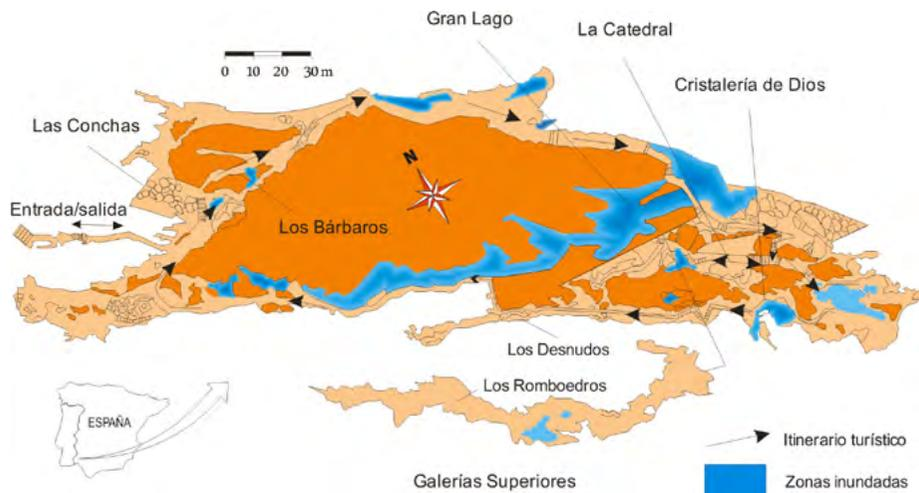 Gran Lago
La Catedral
Cristalería de Dios
0 10 20 30 m
Las Conchas
N
Entrada/salida
Los Bárbaros
Los Desnudos
Los Romboedros
ESPAÑA
Itinerario turístico
Galerías Superiores
Zonas inundadas